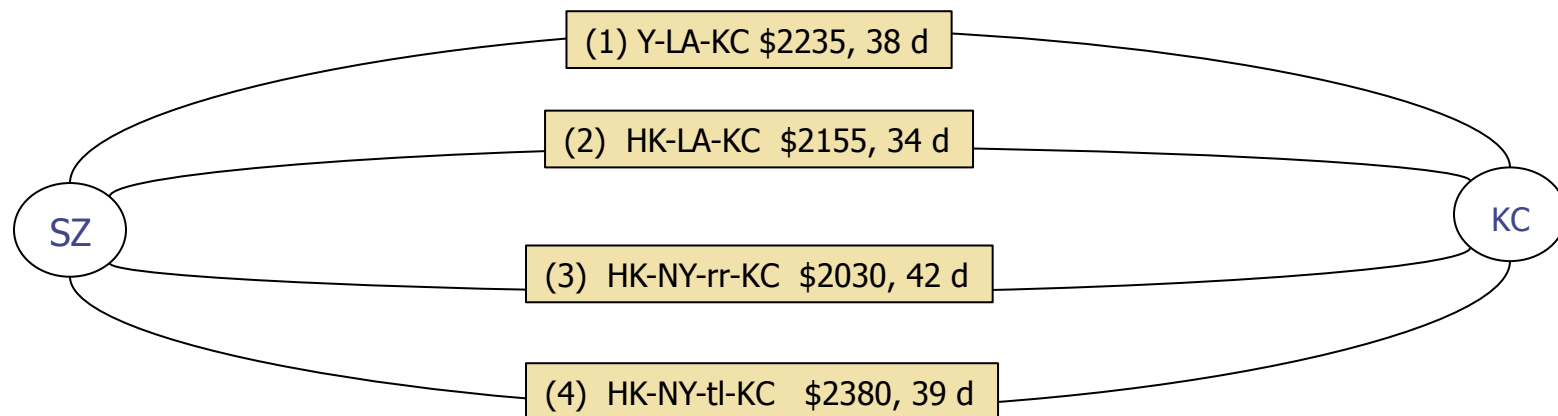 (1) Y-LA-KC $2235, 38 d
(2) HK-LA-KC $2155, 34 d
SZ
KC
(3) HK-NY-rr-KC $2030, 42 d
(4) HK-NY-tl-KC $2380, 39 d